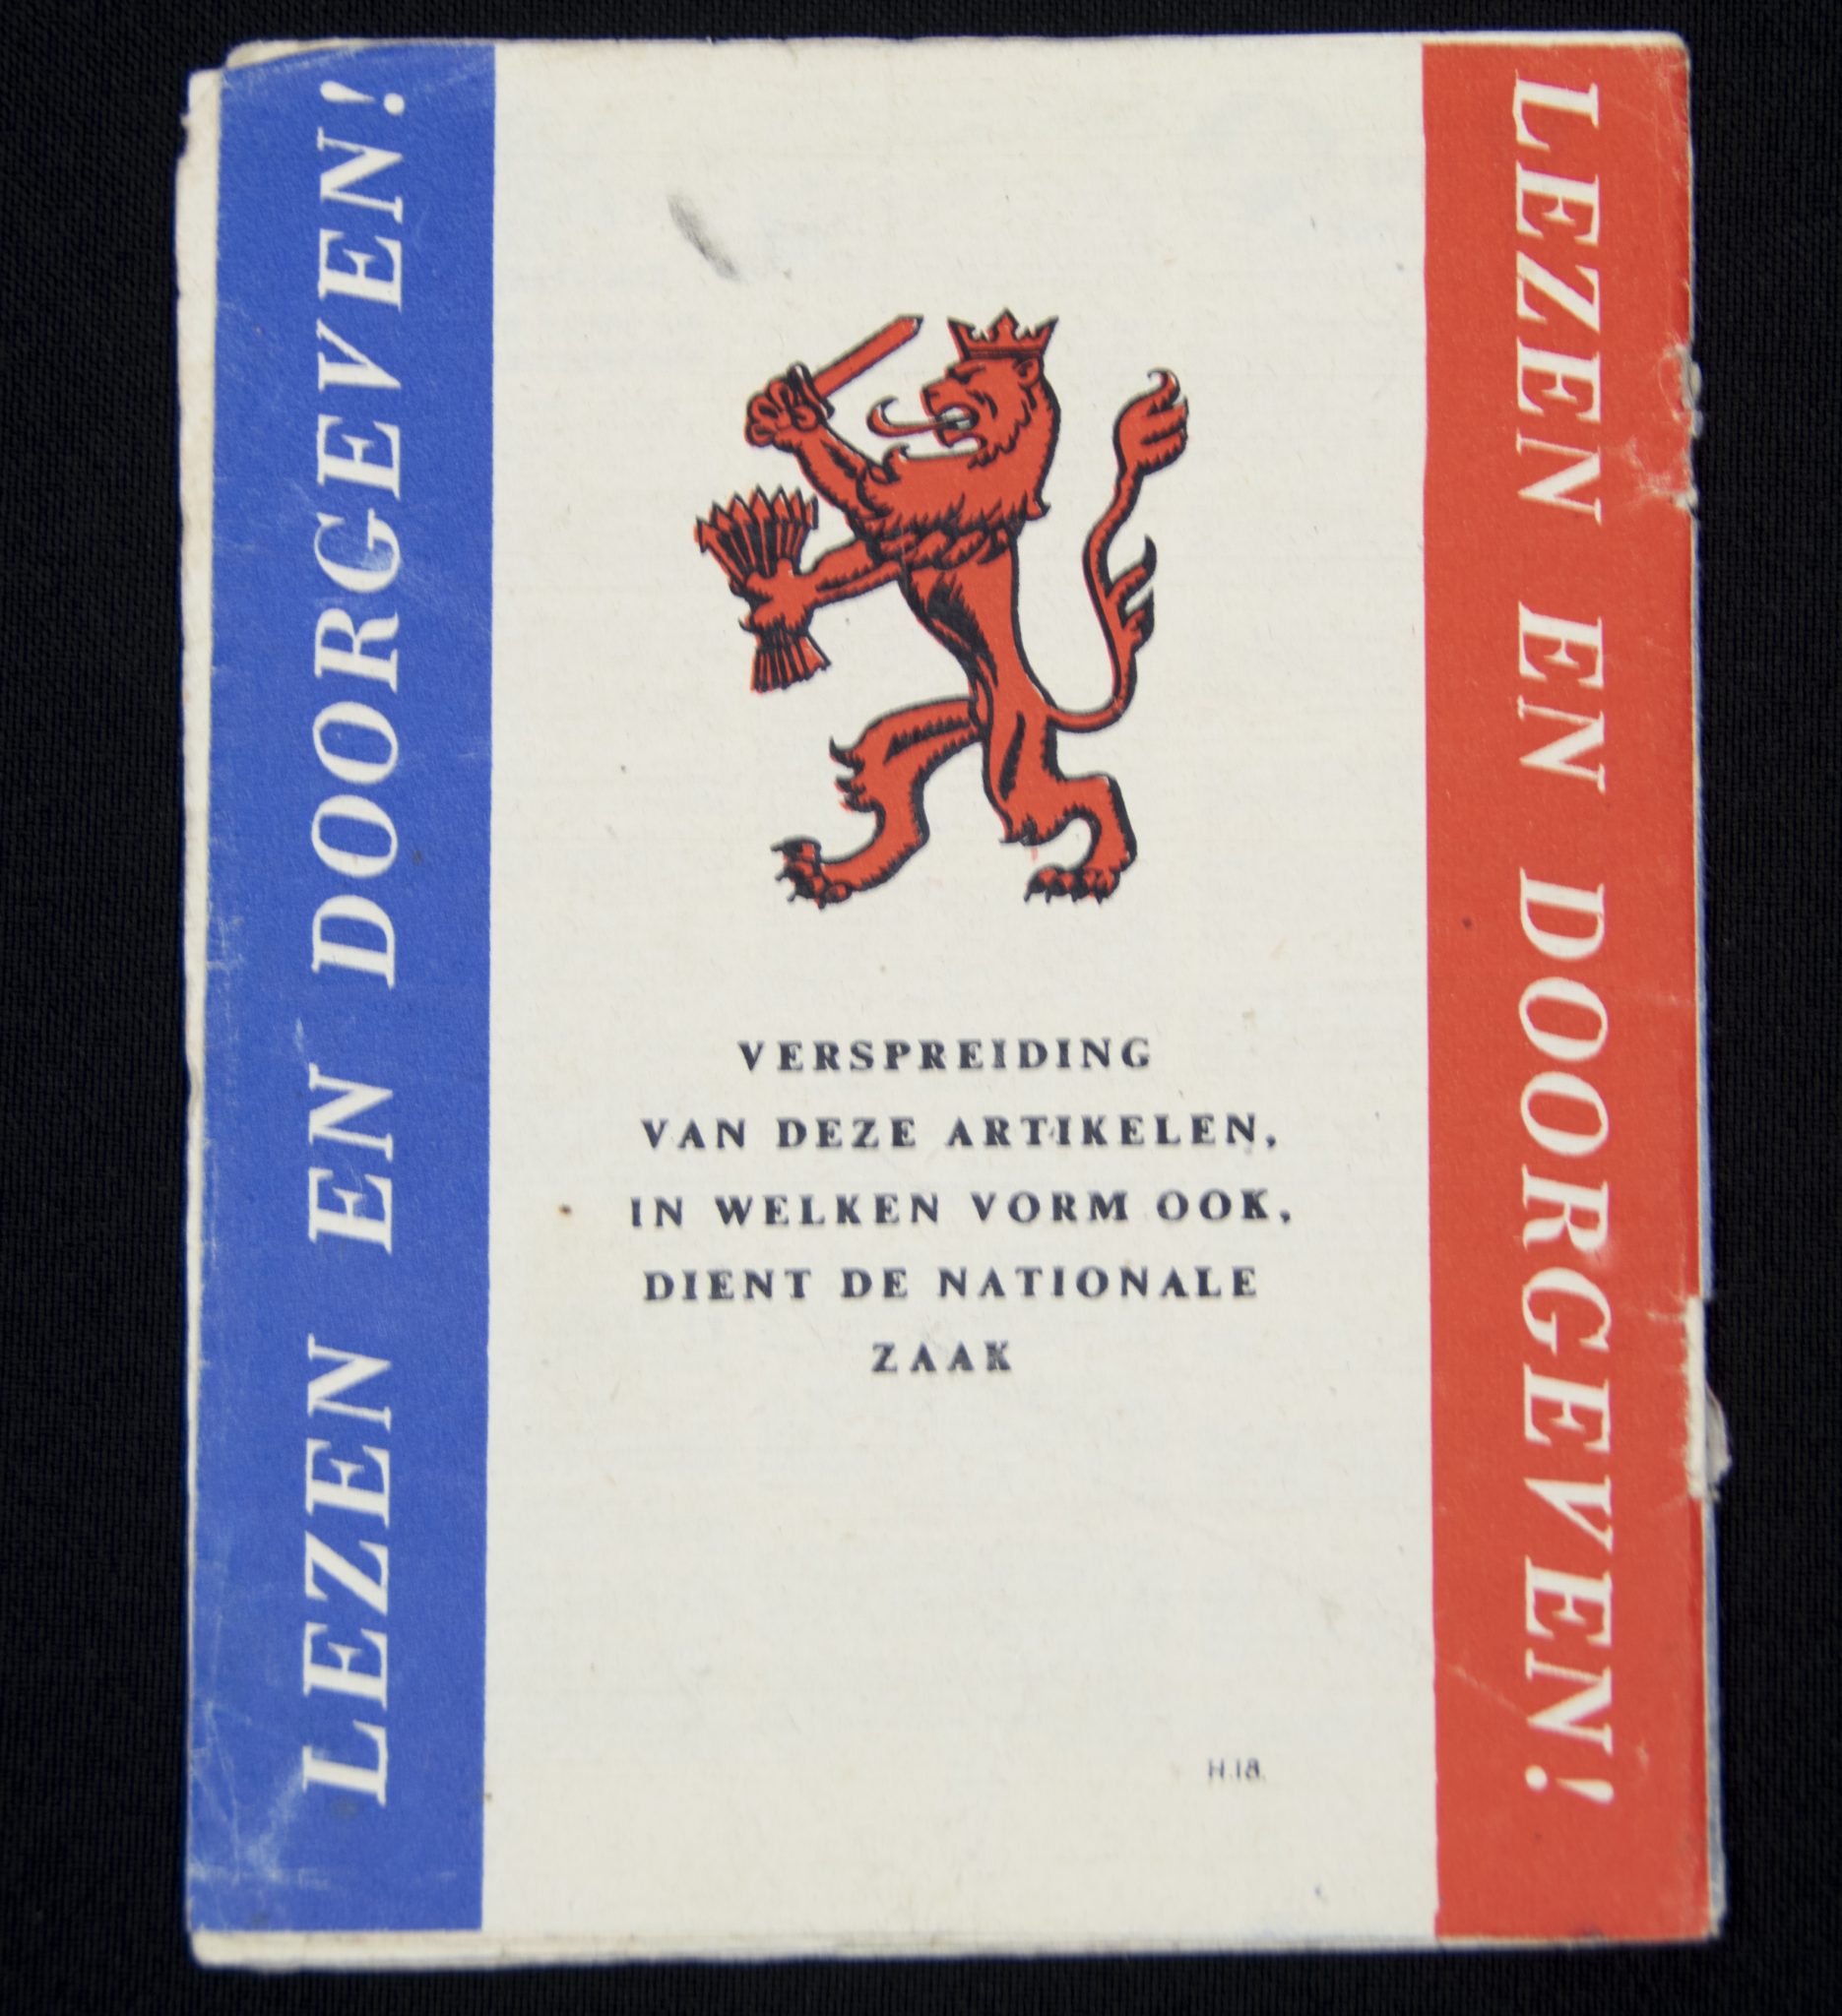 LEZEN EN DOORGEVEN!
VERSPREIDING
VAN DEZE ARTIKELEN,
IN WELKEN VORM OOK,
DIENT DE NATIONALE
ZAAK
H.18.
LEZEN EN DOORGEVEN!